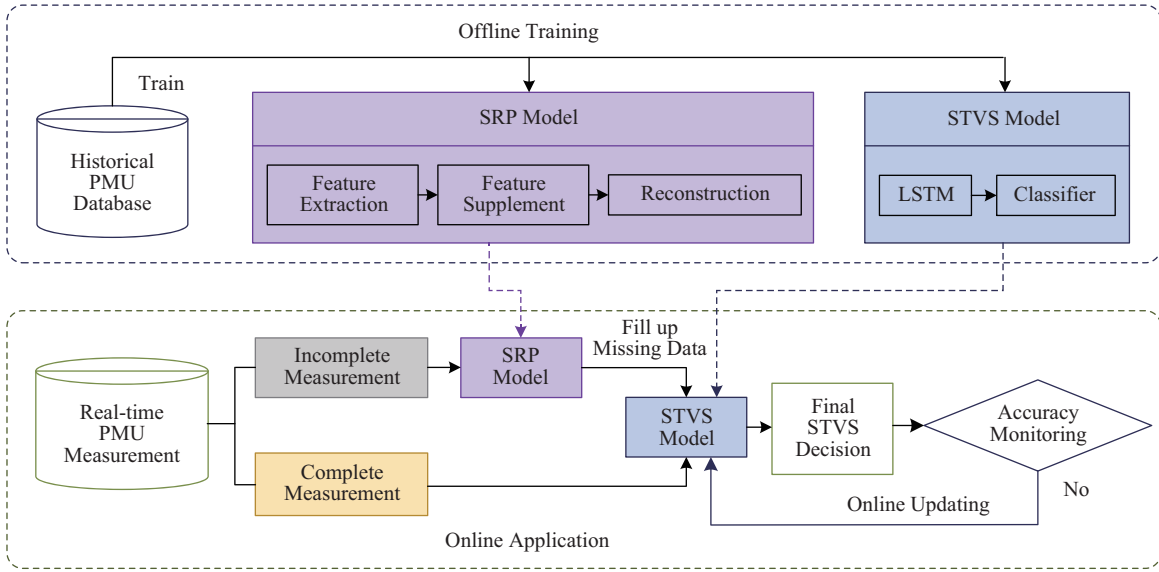 Offline Training
Train
SRP Model
STVS Model
Historical
PMU
Database
Feature
Extraction
Feature
Supplement
Reconstruction
LSTM
Classifier
Fill up
Missing Data
Incomplete
Measurement
SRP
Model
Real-time
PMU
Measurement
STVS
Model
Final
STVS
Decision
Accuracy
Monitoring
Complete
Measurement
Online Updating
No
Online Application